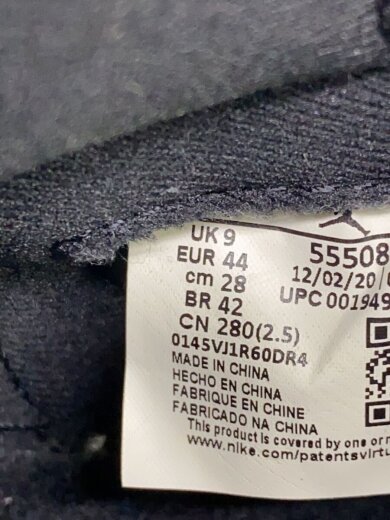 UK 9
EUR 44
cm 28
BR 42
CN 280(2.5)
0145VJ1R60DR4
MADE IN CHINA
HECHO EN CHINA
FABRIQUE EN CHINE
FABRICADO NA CHINA
This product is covered by one or
www.nike.com/patentsvirtu
55508
12/02/20
UPC 001949